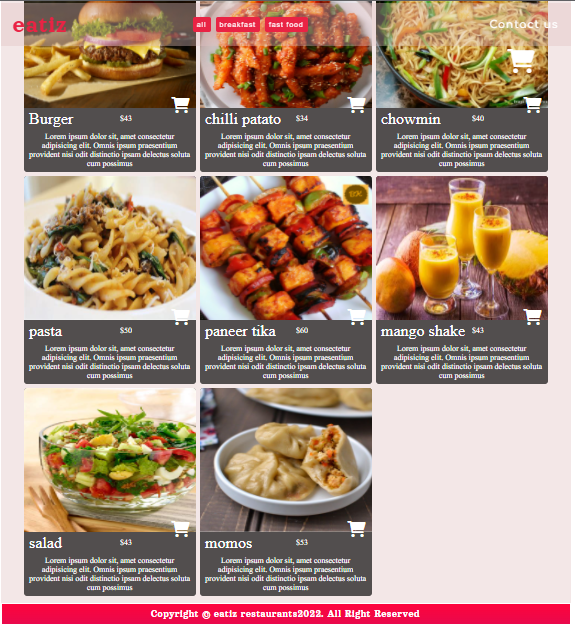 eatiz
all
breakfast
fast food
Contact us
Burger $43
Lorem ipsum dolor sit, amet consectetur
adipisicing elit. Omnis ipsum praesentium
provident nisi odit distinctio ipsam delectus soluta
cum possimus
chilli patato $34
Lorem ipsum dolor sit, amet consectetur
adipisicing elit. Omnis ipsum praesentium
provident nisi odit distinctio ipsam delectus soluta
cum possimus
chowmin $40
Lorem ipsum dolor sit, amet consectetur
adipisicing elit. Omnis ipsum praesentium
provident nisi odit distinctio ipsam delectus soluta
cum possimus
pasta $50
Lorem ipsum dolor sit, amet consectetur
adipisicing elit. Omnis ipsum praesentium
provident nisi odit distinctio ipsam delectus soluta
cum possimus
paneer tika $60
Lorem ipsum dolor sit, amet consectetur
adipisicing elit. Omnis ipsum praesentium
provident nisi odit distinctio ipsam delectus soluta
cum possimus
mango shake $43
Lorem ipsum dolor sit, amet consectetur
adipisicing elit. Omnis ipsum praesentium
provident nisi odit distinctio ipsam delectus soluta
cum possimus
salad $43
Lorem ipsum dolor sit, amet consectetur
adipisicing elit. Omnis ipsum praesentium
provident nisi odit distinctio ipsam delectus soluta
cum possimus
momos $53
Lorem ipsum dolor sit, amet consectetur
adipisicing elit. Omnis ipsum praesentium
provident nisi odit distinctio ipsam delectus soluta
cum possimus
Copyright @ eatiz restaurants2022. All Right Reserved